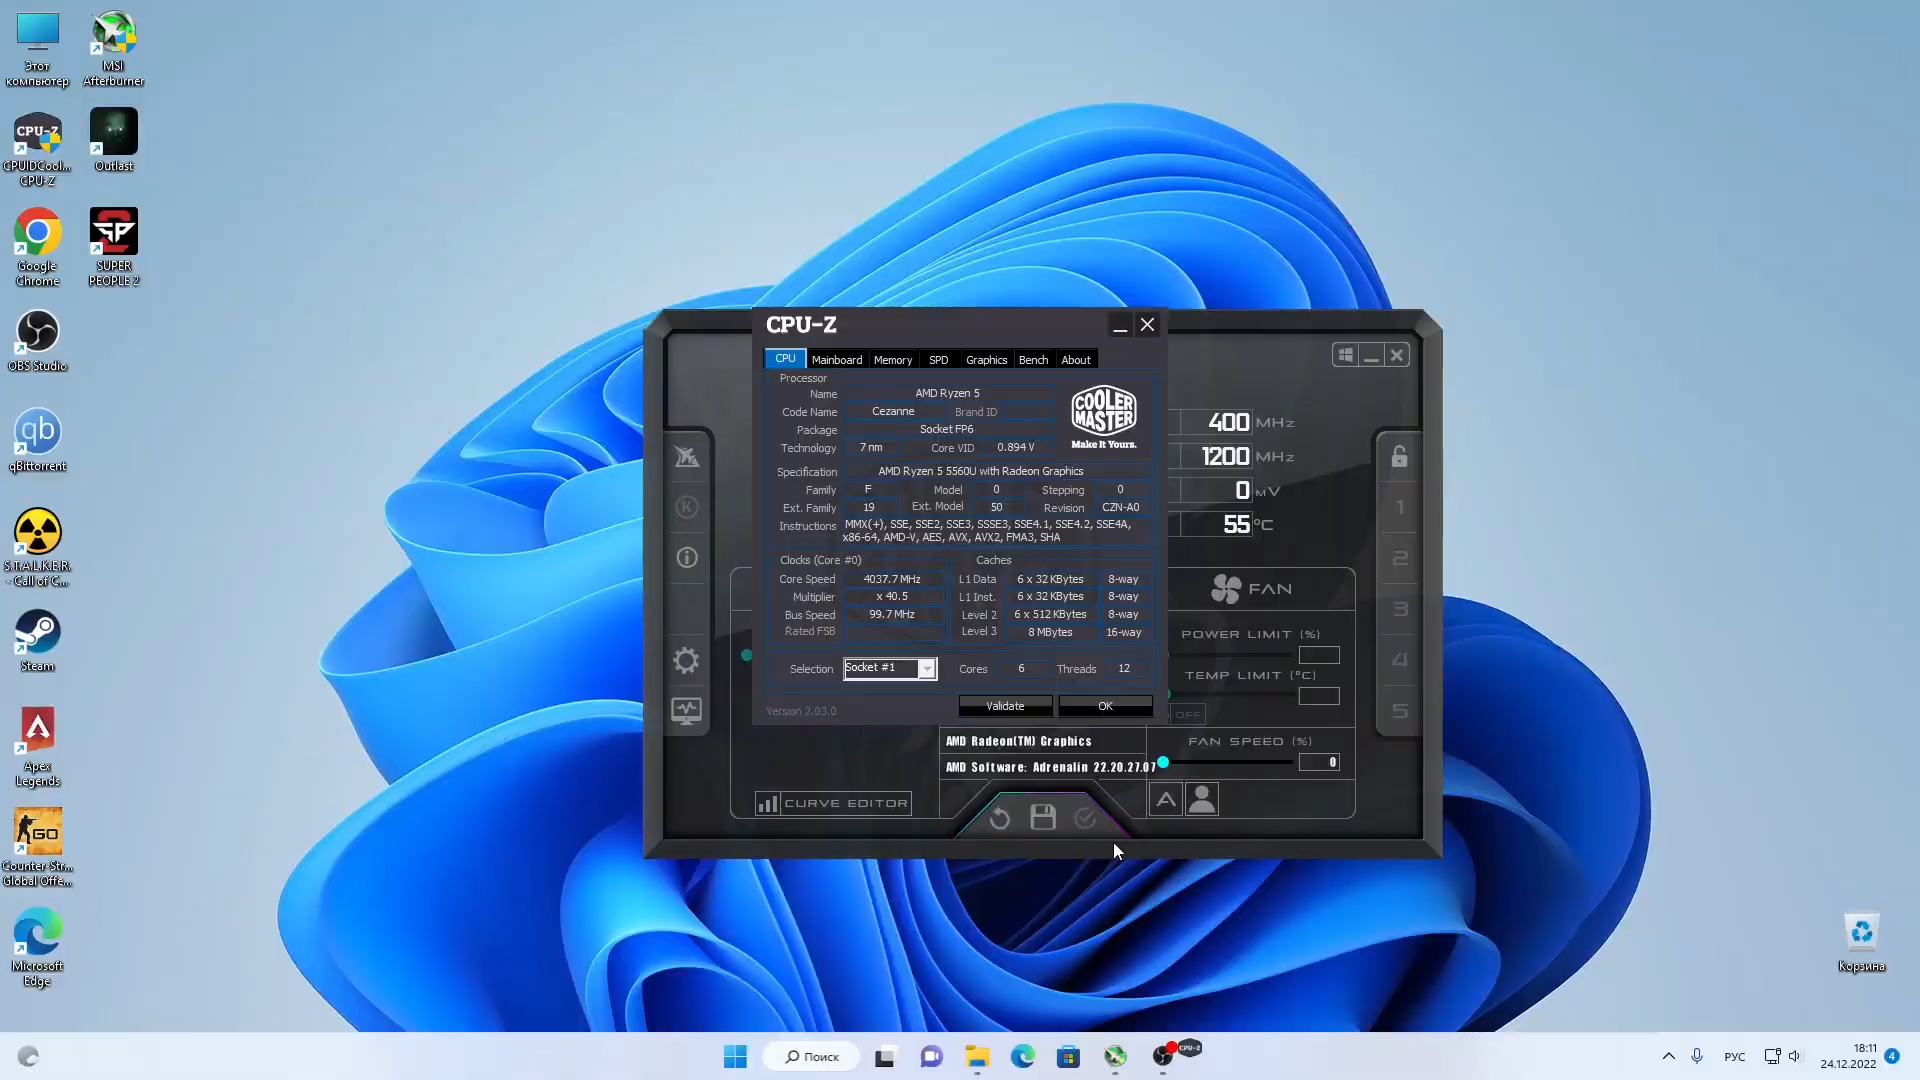 Этот
компьютер
MSI
Afterburner
CPU-Z
CPUIDCool...
CPU-Z
Outlast
Google
Chrome
SP
SUPER
PEOPLE 2
OBS Studio
qb
qBittorrent
S.T.A.L.K.E.R.
- Call of C...
Steam
Apex
Legends
GO
Counter-Str...
Global Offe...
Microsoft
Edge
Корзина
CPU-Z
CPU Mainboard Memory SPD Graphics Bench About
Processor
Name AMD Ryzen 5
Code Name Cezanne Brand ID
Package Socket FP6
Technology 7 nm Core VID 0.894 V
COOLER
MASTER
Make It Yours.
Specification AMD Ryzen 5 5560U with Radeon Graphics
Family F Model 0 Stepping 0
Ext. Family 19 Ext. Model 50 Revision CZN-A0
Instructions MMX(+), SSE, SSE2, SSE3, SSSE3, SSE4.1, SSE4.2, SSE4A,
x86-64, AMD-V, AES, AVX, AVX2, FMA3, SHA
Clocks (Core #0) Caches
Core Speed 4037.7 MHz L1 Data 6 x 32 KBytes 8-way
Multiplier x 40.5 L1 Inst. 6 x 32 KBytes 8-way
Bus Speed 99.7 MHz Level 2 6 x 512 KBytes 8-way
Rated FSB Level 3 8 MBytes 16-way
Selection Socket #1 Cores 6 Threads 12
Version 2.03.0 Validate OK
400 MHz
1200 MHz
0 mV
55 °C
K
FAN
POWER LIMIT (%)
TEMP LIMIT (°C)
OFF
FAN SPEED (%)
0
A
1
2
3
4
5
AMD Radeon(TM) Graphics
AMD Software: Adrenalin 22.20.27.07
CURVE EDITOR
Поиск
CPU-Z
РУС
18:11
24.12.2022
4